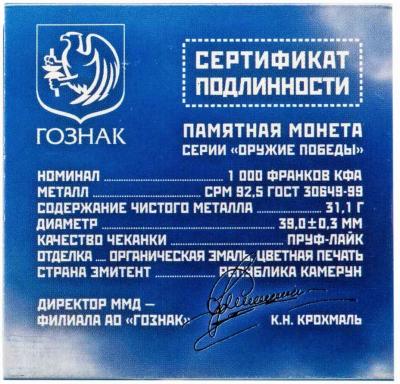 СЕРТИФИКАТ
ПОДЛИННОСТИ
ГОЗНАК
ПАМЯТНАЯ МОНЕТА
СЕРИИ «ОРУЖИЕ ПОБЕДЫ»
НОМИНАЛ 1 000 ФРАНКОВ КФА
МЕТАЛЛ СРМ 92,5 ГОСТ 30649-99
СОДЕРЖАНИЕ ЧИСТОГО МЕТАЛЛА 31,1 Г
ДИАМЕТР 39,0±0,3 ММ
КАЧЕСТВО ЧЕКАНКИ ПРУФ-ЛАЙК
ОТДЕЛКА ОРГАНИЧЕСКАЯ ЭМАЛЬ, ЦВЕТНАЯ ПЕЧАТЬ
СТРАНА ЭМИТЕНТ РЕСПУБЛИКА КАМЕРУН
ДИРЕКТОР ММД –
ФИЛИАЛА АО «ГОЗНАК» К.Н. КРОХМАЛЬ